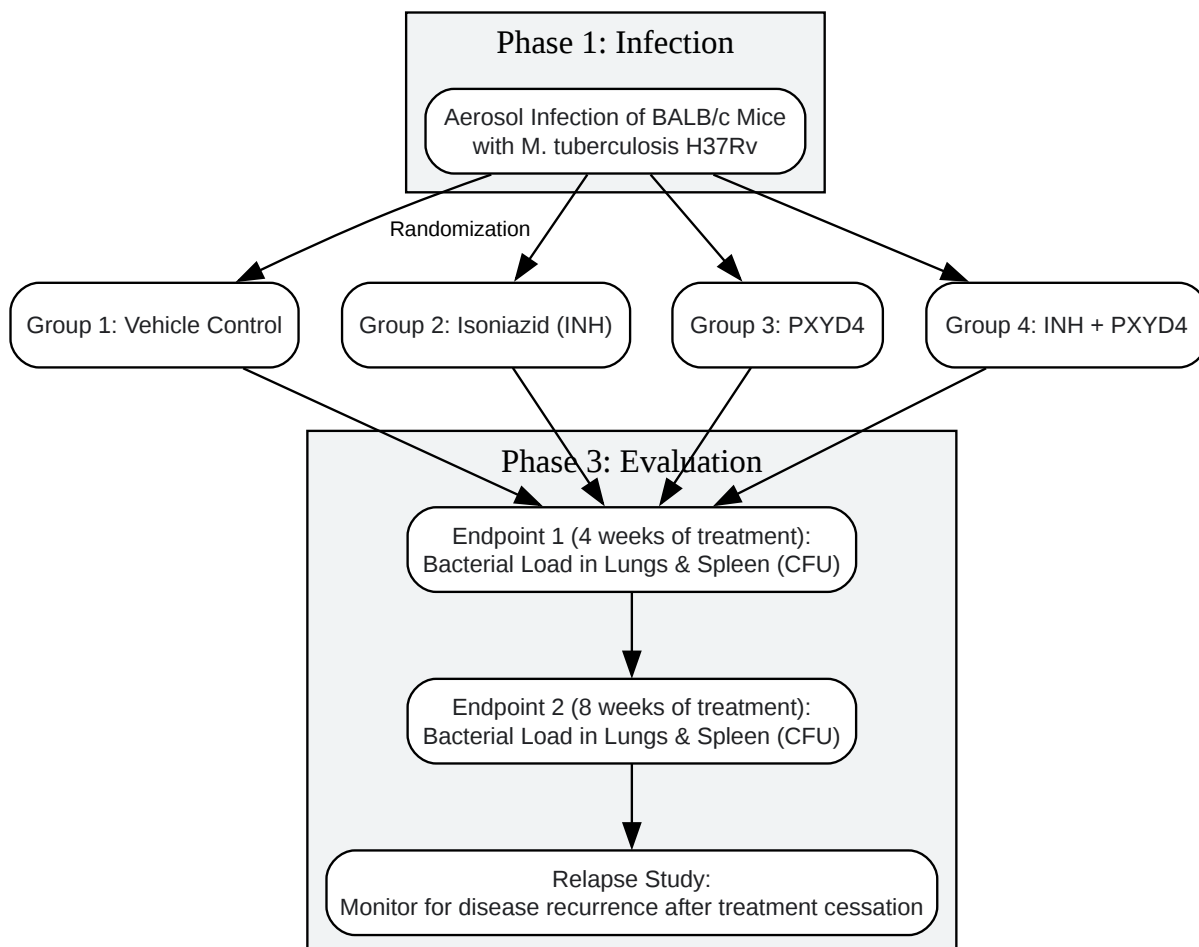 Phase 1: Infection
Aerosol Infection of BALB/c Mice
with M. tuberculosis H37Rv
Randomization
Group 1: Vehicle Control
Group 2: Isoniazid (INH)
Group 3: PXYD4
Group 4: INH + PXYD4
Phase 3: Evaluation
Endpoint 1 (4 weeks of treatment):
Bacterial Load in Lungs & Spleen (CFU)
Endpoint 2 (8 weeks of treatment):
Bacterial Load in Lungs & Spleen (CFU)
Relapse Study:
Monitor for disease recurrence after treatment cessation